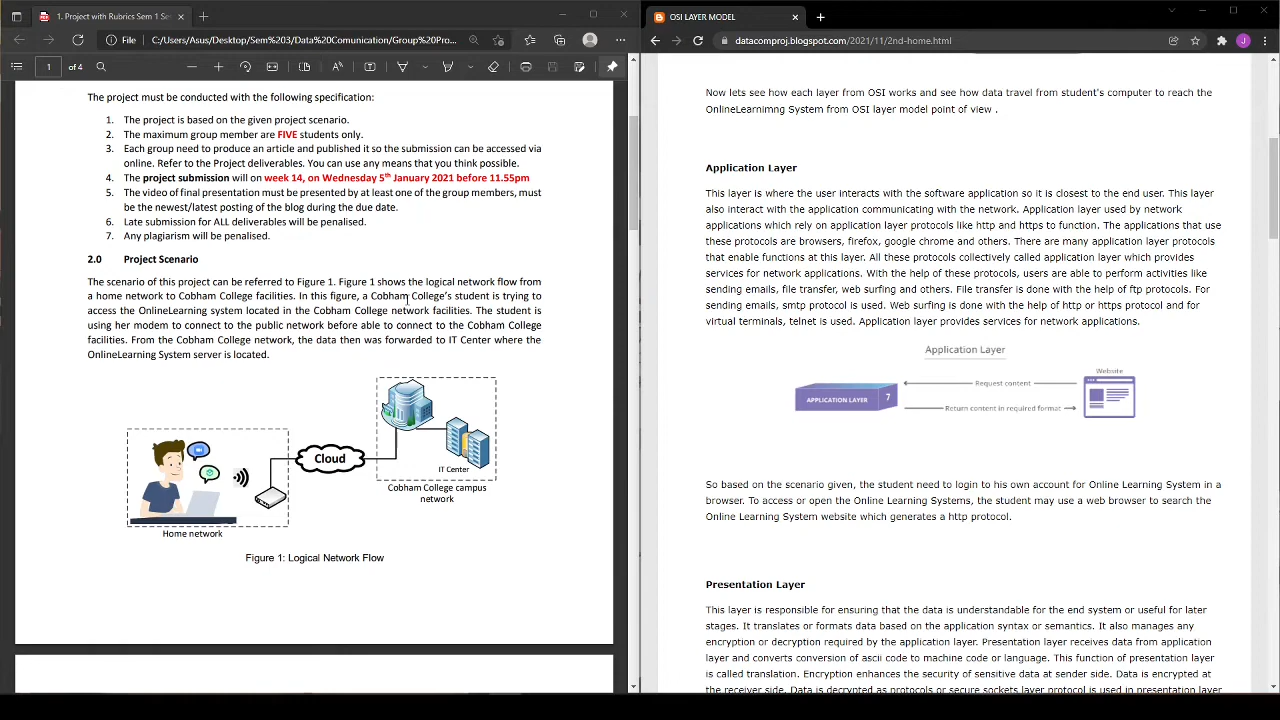 1. Project with Rubrics Sem 1 Se
File
C:/Users/Asus/Desktop/Sem%203/Data%20Comunication/Group%20Pro...
1 of 4
The project must be conducted with the following specification:
1. The project is based on the given project scenario.
2. The maximum group member are FIVE students only.
3. Each group need to produce an article and published it so the submission can be accessed via
online. Refer to the Project deliverables. You can use any means that you think possible.
4. The project submission will on week 14, on Wednesday 5th January 2021 before 11.55pm
5. The video of final presentation must be presented by at least one of the group members, must
be the newest/latest posting of the blog during the due date.
6. Late submission for ALL deliverables will be penalised.
7. Any plagiarism will be penalised.
2.0 Project Scenario
The scenario of this project can be referred to Figure 1. Figure 1 shows the logical network flow from
a home network to Cobham College facilities. In this figure, a Cobham College's student is trying to
access the OnlineLearning system located in the Cobham College network facilities. The student is
using her modem to connect to the public network before able to connect to the Cobham College
facilities. From the Cobham College network, the data then was forwarded to IT Center where the
OnlineLearning System server is located.
Cloud
IT Center
Cobham College campus
network
Home network
Figure 1: Logical Network Flow
OSI LAYER MODEL
datacomproj.blogspot.com/2021/11/2nd-home.html
J
Now lets see how each layer from OSI works and see how data travel from student's computer to reach the
OnlineLearnimng System from OSI layer model point of view .
Application Layer
This layer is where the user interacts with the software application so it is closest to the end user. This layer
also interact with the application communicating with the network. Application layer used by network
applications which rely on application layer protocols like http and https to function. The applications that use
these protocols are browsers, firefox, google chrome and others. There are many application layer protocols
that enable functions at this layer. All these protocols collectively called application layer which provides
services for network applications. With the help of these protocols, users are able to perform activities like
sending emails, file transfer, web surfing and others. File transfer is done with the help of ftp protocols. For
sending emails, smtp protocol is used. Web surfing is done with the help of http or https protocol and for
virtual terminals, telnet is used. Application layer provides services for network applications.
Application Layer
Website
Request content
APPLICATION LAYER 7
Return content in required format
So based on the scenario given, the student need to login to his own account for Online Learning System in a
browser. To access or open the Online Learning Systems, the student may use a web browser to search the
Online Learning System website which generates a http protocol.
Presentation Layer
This layer is responsible for ensuring that the data is understandable for the end system or useful for later
stages. It translates or formats data based on the application syntax or semantics. It also manages any
encryption or decryption required by the application layer. Presentation layer receives data from application
layer and converts conversion of ascii code to machine code or language. This function of presentation layer
is called translation. Encryption enhances the security of sensitive data at sender side. Data is encrypted at
the receiver side. Data is decrypted as protocols or secure sockets layer protocol is used in presentation layer